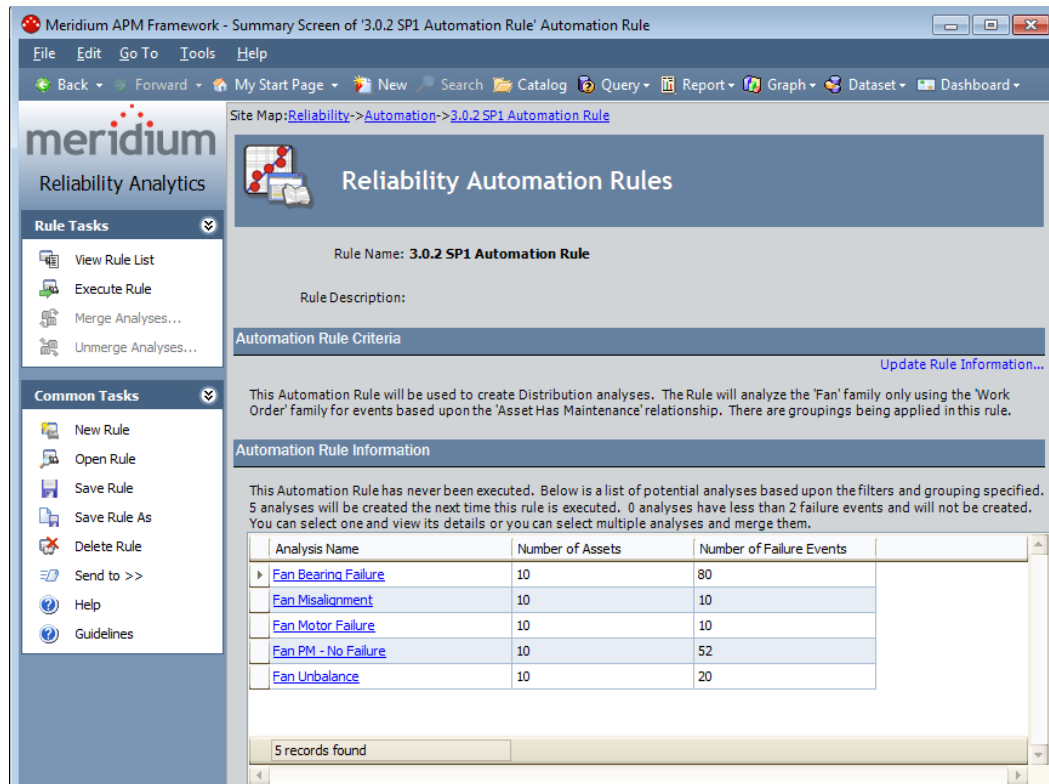 Meridium APM Framework - Summary Screen of '3.0.2 SP1 Automation Rule' Automation Rule
File Edit Go To Tools Help
Back Forward My Start Page New Search Catalog Query Report Graph Dataset Dashboard
meridium
Reliability Analytics
Rule Tasks
View Rule List
Execute Rule
Merge Analyses...
Unmerge Analyses...
Common Tasks
New Rule
Open Rule
Save Rule
Save Rule As
Delete Rule
Send to >>
Help
Guidelines
Site Map:Reliability->Automation->3.0.2 SP1 Automation Rule
Reliability Automation Rules
Rule Name: 3.0.2 SP1 Automation Rule
Rule Description:
Automation Rule Criteria
Update Rule Information...
This Automation Rule will be used to create Distribution analyses. The Rule will analyze the 'Fan' family only using the 'Work
Order' family for events based upon the 'Asset Has Maintenance' relationship. There are groupings being applied in this rule.
Automation Rule Information
This Automation Rule has never been executed. Below is a list of potential analyses based upon the filters and grouping specified.
5 analyses will be created the next time this rule is executed. 0 analyses have less than 2 failure events and will not be created.
You can select one and view its details or you can select multiple analyses and merge them.
Analysis Name Number of Assets Number of Failure Events
Fan Bearing Failure 10 80
Fan Misalignment 10 10
Fan Motor Failure 10 10
Fan PM - No Failure 10 52
Fan Unbalance 10 20
5 records found